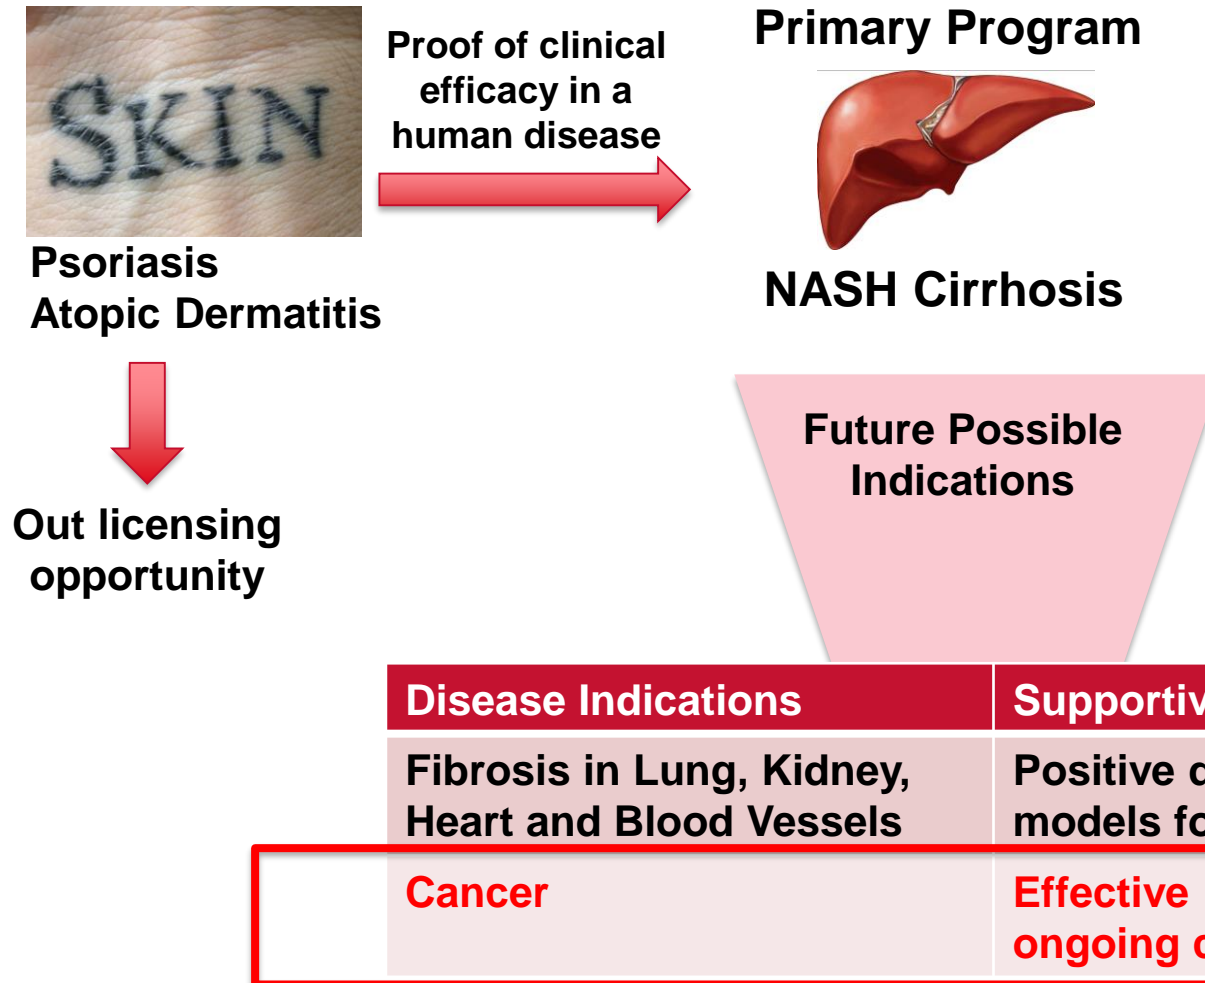 SKIN
Proof of clinical
efficacy in a
human disease
Primary Program
Psoriasis
Atopic Dermatitis
NASH Cirrhosis
Out licensing
opportunity
Future Possible
Indications
Disease Indications
Fibrosis in Lung, Kidney,
Heart and Blood Vessels
Positive
models
Cancer
Effective
ongoing